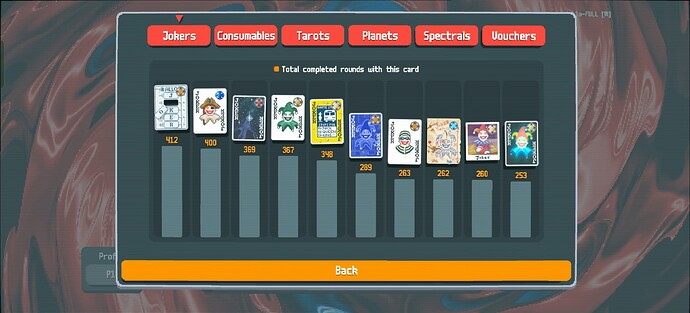 Jokers
Consumables
Tarots
Planets
Spectrals
Vouchers
Total completed rounds with this card
412
400
369
367
348
289
263
262
260
253
Back